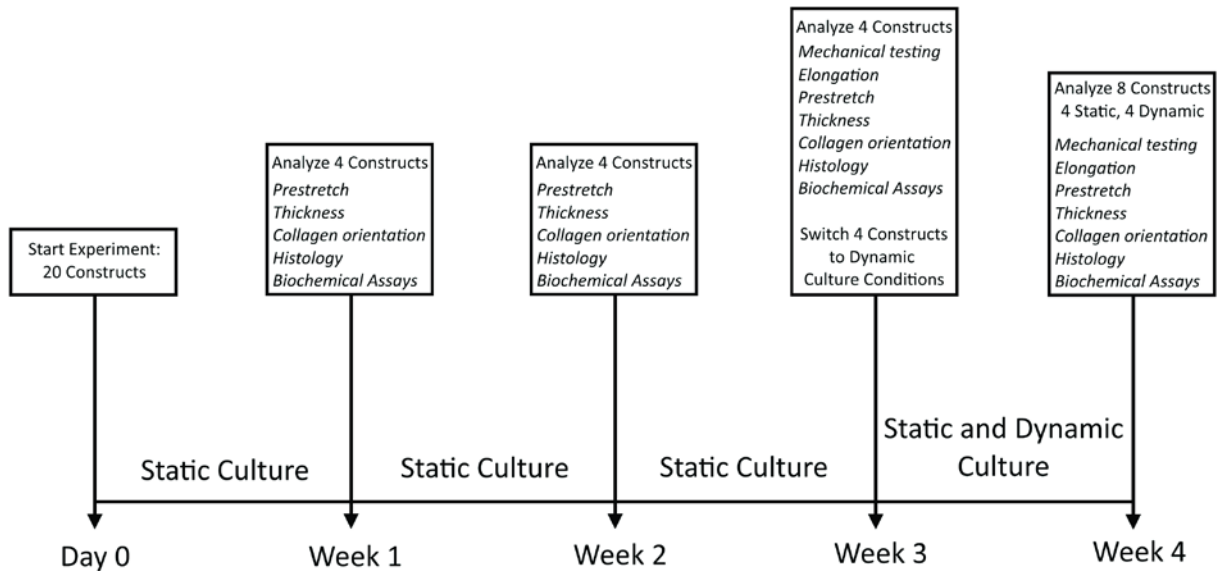 Start Experiment:
20 Constructs
Analyze 4 Constructs
Prestretch
Thickness
Collagen orientation
Histology
Biochemical Assays
Analyze 4 Constructs
Prestretch
Thickness
Collagen orientation
Histology
Biochemical Assays
Analyze 4 Constructs
Mechanical testing
Elongation
Prestretch
Thickness
Collagen orientation
Histology
Biochemical Assays
Switch 4 Constructs
to Dynamic
Culture Conditions
Analyze 8 Constructs
4 Static, 4 Dynamic
Mechanical testing
Elongation
Prestretch
Thickness
Collagen orientation
Histology
Biochemical Assays
Static Culture
Static Culture
Static Culture
Static and Dynamic
Culture
Day 0
Week 1
Week 2
Week 3
Week 4